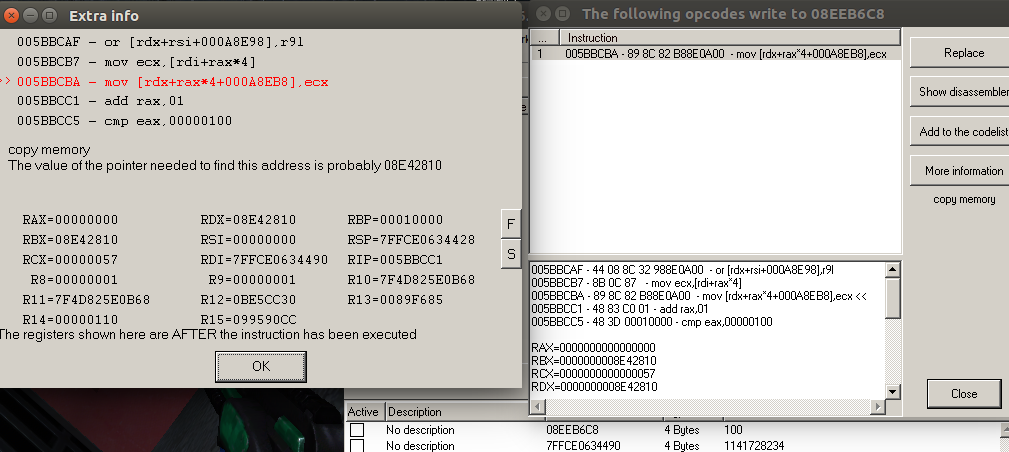 Extra info
005BBCAF - or [rdx+rsi+000A8E98],r9l
005BBCB7 - mov ecx,[rdi+rax*4]
>> 005BBCBA - mov [rdx+rax*4+000A8EB8],ecx
005BBCC1 - add rax,01
005BBCC5 - cmp eax,00000100
copy memory
The value of the pointer needed to find this address is probably 08E42810
RAX=00000000 RDX=08E42810 RBP=00010000
RBX=08E42810 RSI=00000000 RSP=7FFCE0634428
RCX=00000057 RDI=7FFCE0634490 RIP=005BBCC1
R8=00000001 R9=00000001 R10=7F4D825E0B68
R11=7F4D825E0B68 R12=0BE5CC30 R13=0089F685
R14=00000110 R15=099590CC
F
S
The registers shown here are AFTER the instruction has been executed
OK
The following opcodes write to 08EEB6C8
... Instruction
1 005BBCBA - 89 8C 82 B88E0A00 - mov [rdx+rax*4+000A8EB8],ecx
Replace
Show disassembler
Add to the codelist
More information
copy memory
005BBCAF - 44 08 8C 32 988E0A00 - or [rdx+rsi+000A8E98],r9l
005BBCB7 - 8B 0C 87 - mov ecx,[rdi+rax*4]
005BBCBA - 89 8C 82 B88E0A00 - mov [rdx+rax*4+000A8EB8],ecx <<
005BBCC1 - 48 83 C0 01 - add rax,01
005BBCC5 - 48 3D 00010000 - cmp eax,00000100
RAX=0000000000000000
RBX=0000000008E42810
RCX=0000000000000057
RDX=0000000008E42810
Close
Active Description
No description 08EEB6C8 4 Bytes 100
No description 7FFCE0634490 4 Bytes 1141728234